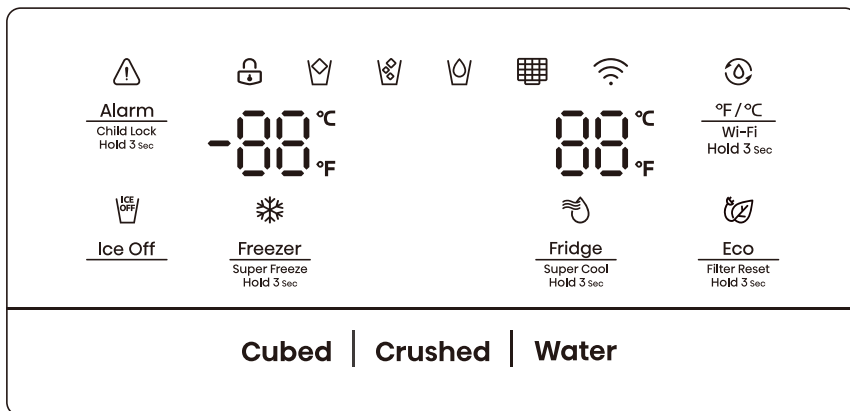 Alarm
Child Lock
Hold 3 Sec
-88 °C
°F
88 °C
°F
°F/°C
Wi-Fi
Hold 3 Sec
ICE
OFF
Ice Off
Freezer
Super Freeze
Hold 3 Sec
Fridge
Super Cool
Hold 3 Sec
Eco
Filter Reset
Hold 3 Sec
Cubed | Crushed | Water